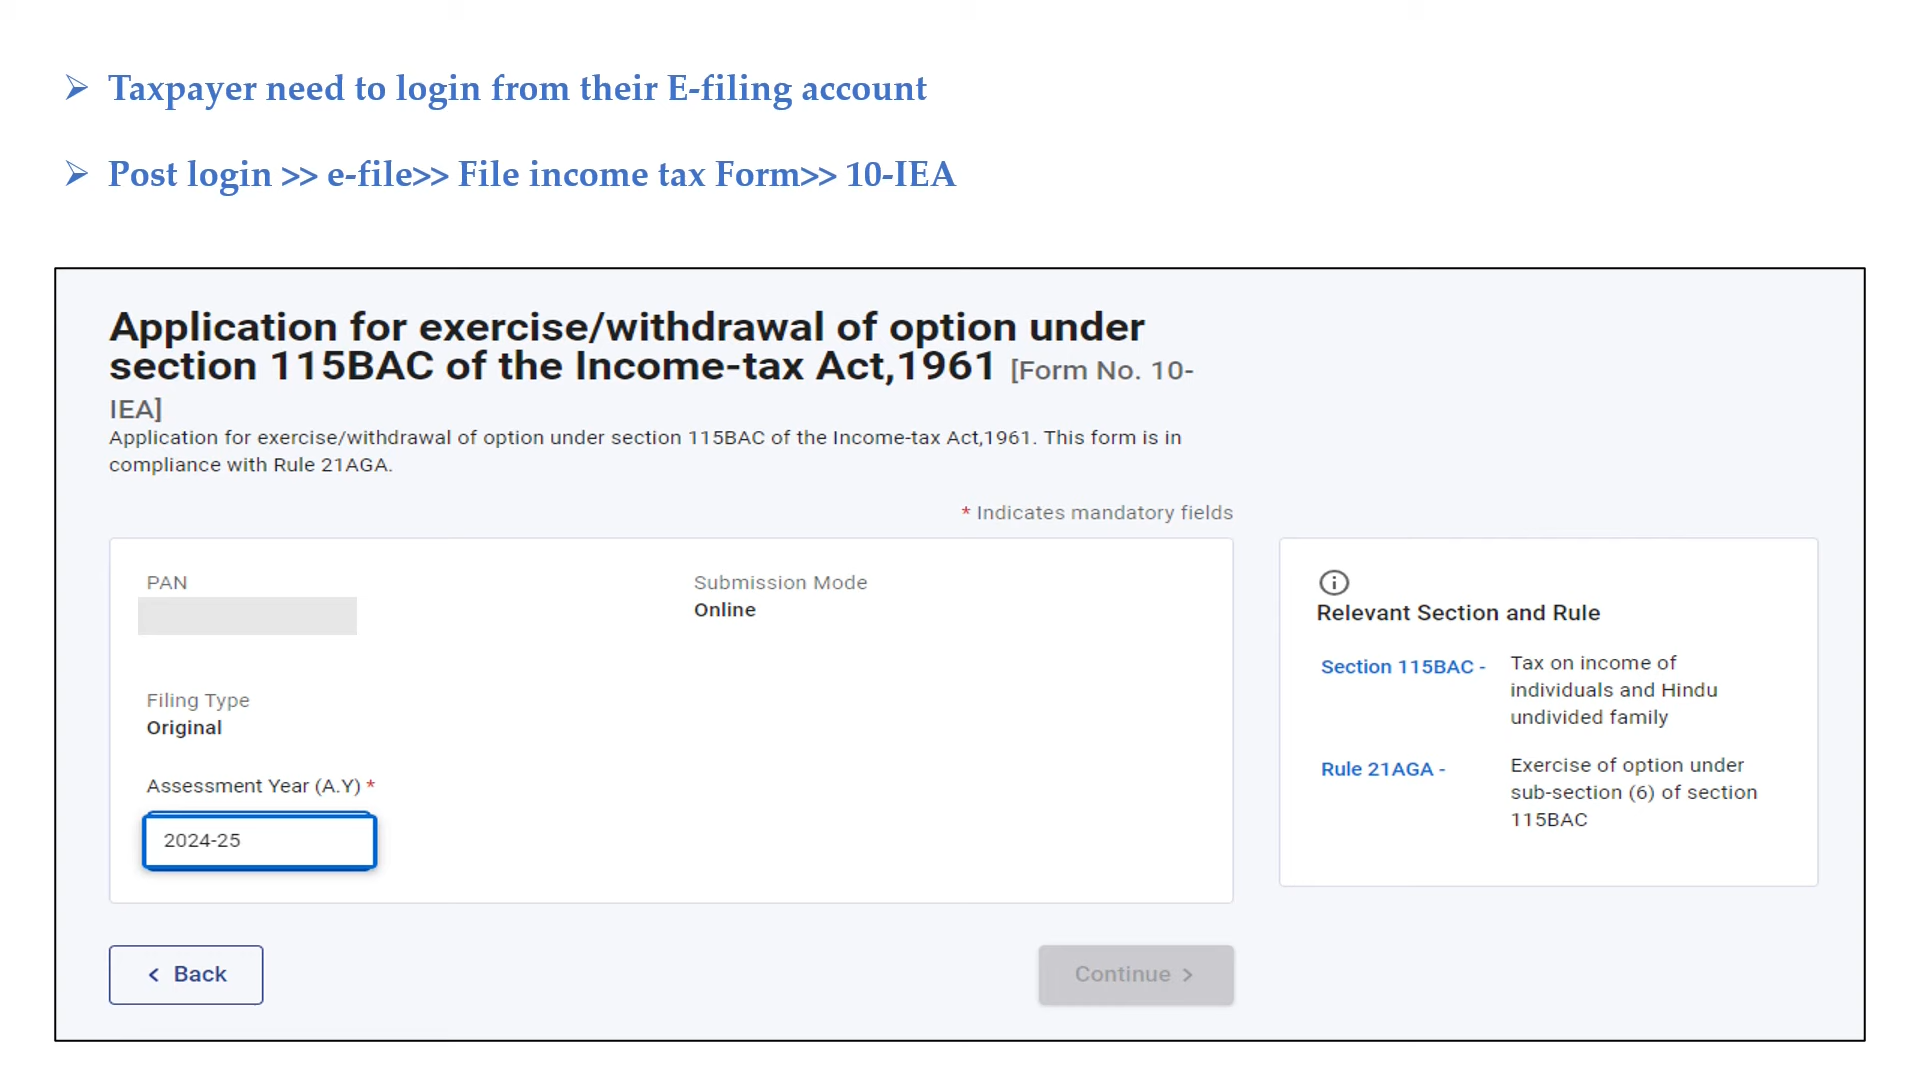 ➢ Taxpayer need to login from their E-filing account
➢ Post login >> e-file>> File income tax Form>> 10-IEA
Application for exercise/withdrawal of option under
section 115BAC of the Income-tax Act,1961 [Form No. 10-
IEA]
Application for exercise/withdrawal of option under section 115BAC of the Income-tax Act,1961. This form is in
compliance with Rule 21AGA.
* Indicates mandatory fields
PAN
Submission Mode
Online
Filing Type
Original
Assessment Year (A.Y) *
2024-25
< Back
Continue >
Relevant Section and Rule
Section 115BAC - Tax on income of
individuals and Hindu
undivided family
Rule 21AGA - Exercise of option under
sub-section (6) of section
115BAC